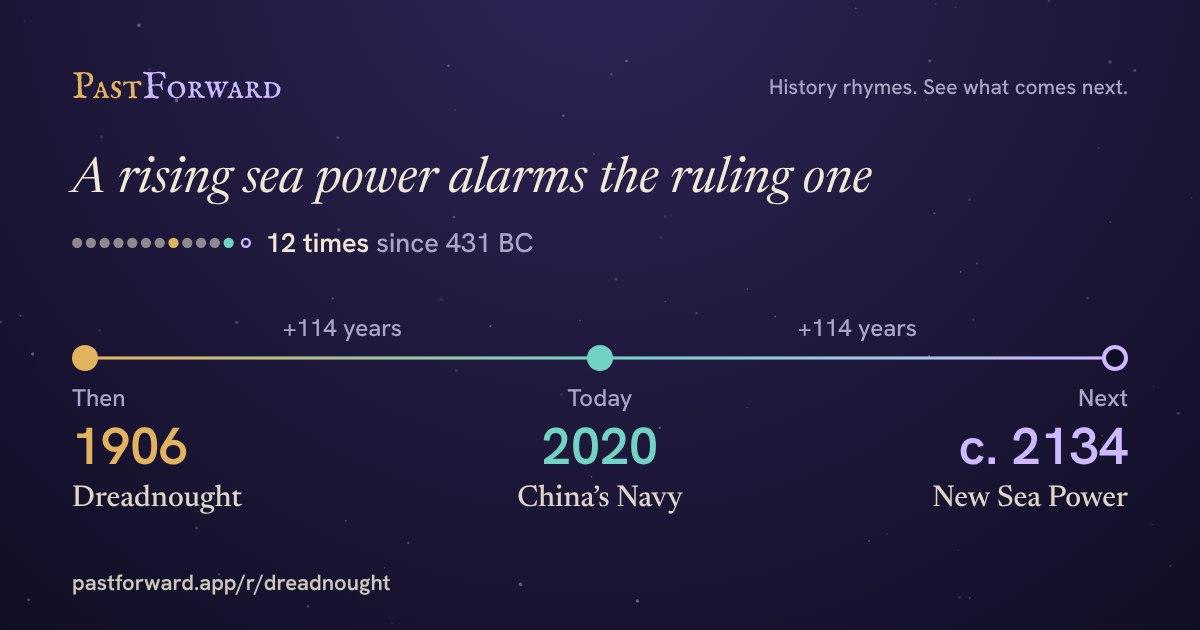 PastForward
History rhymes. See what comes next.
A rising sea power alarms the ruling one
12 times since 431 BC
+114 years
+114 years
Then
Today
Next
1906
2020
c. 2134
Dreadnought
China’s Navy
New Sea Power
pastforward.app/r/dreadnought